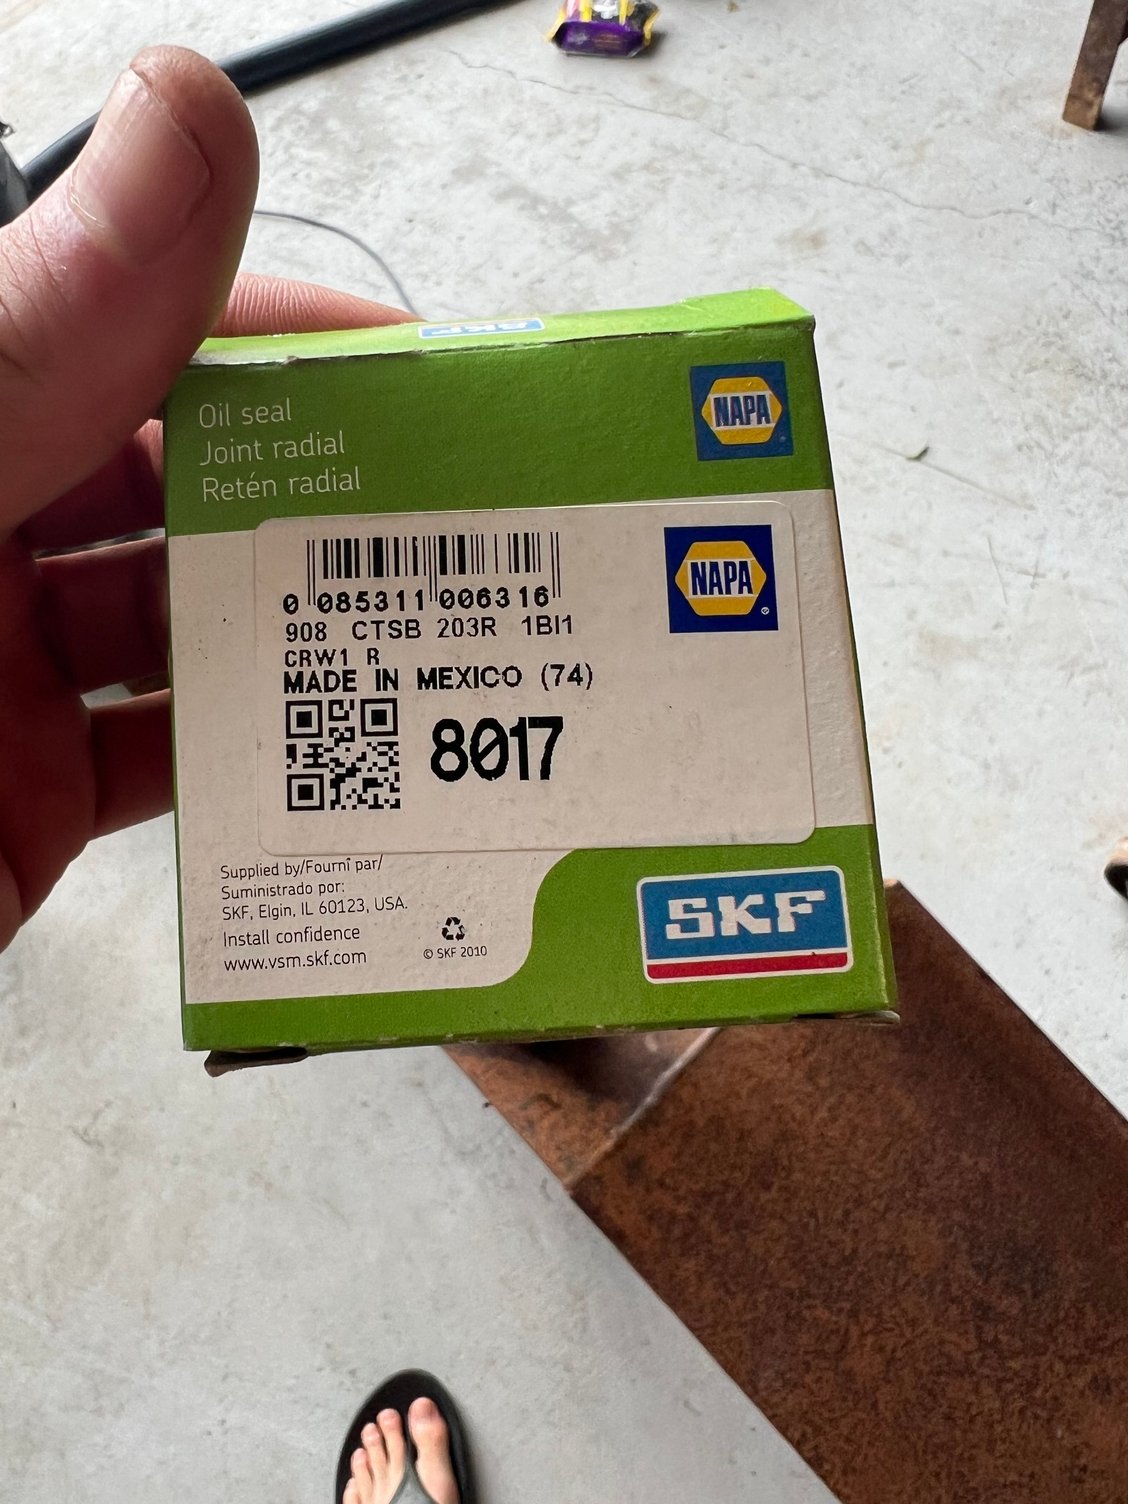 SKF
Oil seal
Joint radial
Retén radial
NAPA
0 085311 006316
908 CTSB 203R 1BI1
CRW1 R
MADE IN MEXICO (74)
NAPA
8017
Supplied by/Fourni par/
Suministrado por:
SKF, Elgin, IL 60123, USA.
Install confidence
www.vsm.skf.com
© SKF 2010
SKF